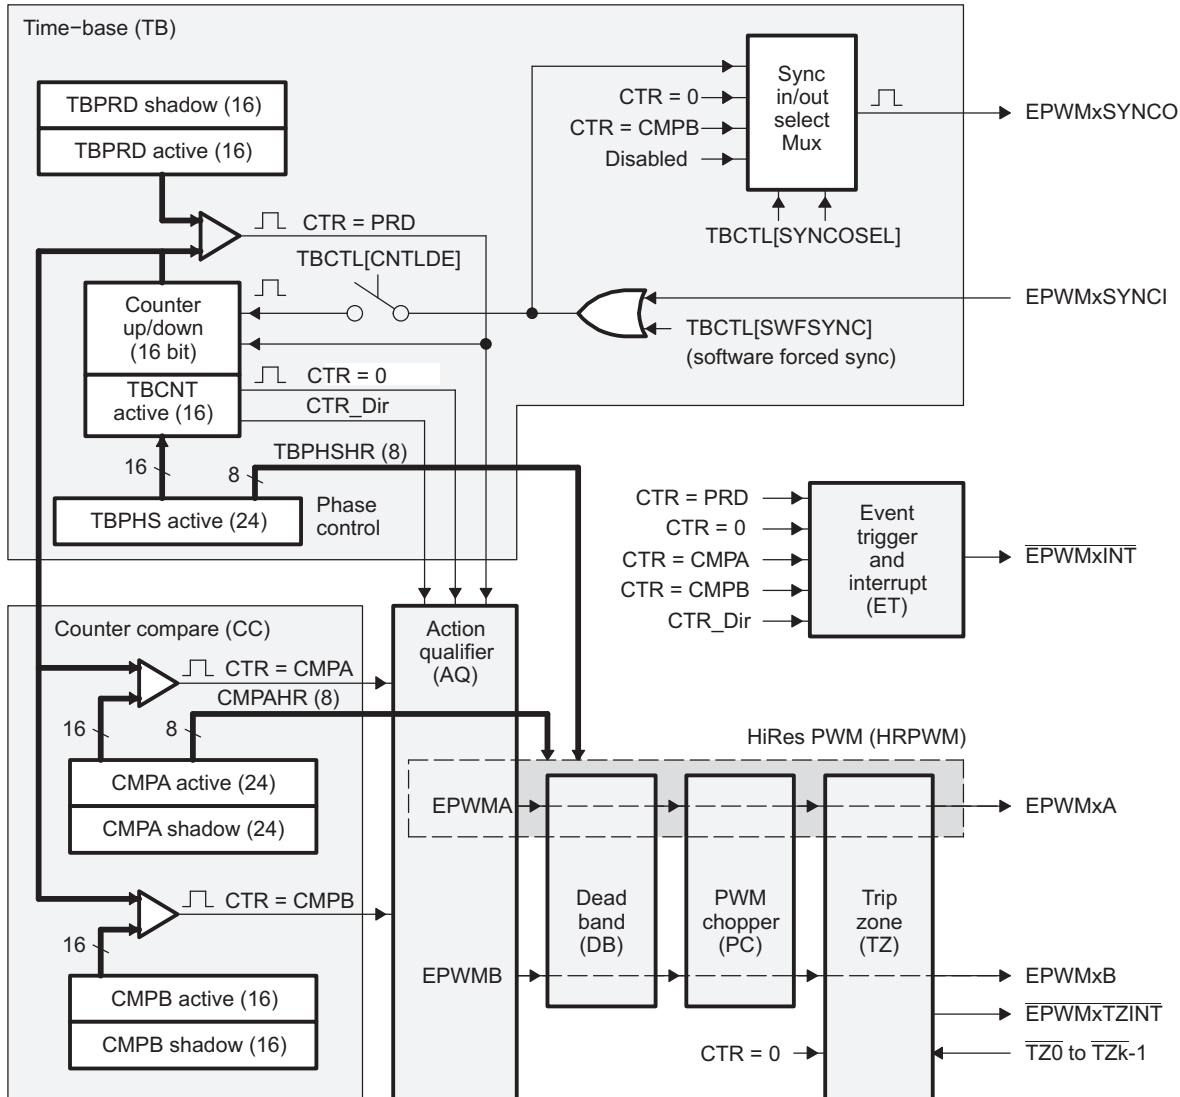 Time−base (TB)
TBPRD shadow (16)
TBPRD active (16)
CTR = PRD
TBCTL[CNTLDE]
Counter
up/down
(16 bit)
TBCNT
active (16)
CTR = 0
CTR_Dir
16
8
TBPHSHR (8)
TBPHS active (24)
Phase
control
CTR = 0
CTR = CMPB
Disabled
Sync
in/out
select
Mux
TBCTL[SYNCOSEL]
EPWMxSYNCO
EPWMxSYNCI
TBCTL[SWFSYNC]
(software forced sync)
CTR = PRD
CTR = 0
CTR = CMPA
CTR = CMPB
CTR_Dir
Event
trigger
and
interrupt
(ET)
EPWMxINT
Counter compare (CC)
CTR = CMPA
CMPAHR (8)
16
8
CMPA active (24)
CMPA shadow (24)
CTR = CMPB
16
CMPB active (16)
CMPB shadow (16)
Action
qualifier
(AQ)
HiRes PWM (HRPWM)
EPWMA
EPWMB
Dead
band
(DB)
PWM
chopper
(PC)
Trip
zone
(TZ)
CTR = 0
EPWMxA
EPWMxB
EPWMxTZINT
TZ0 to TZk-1